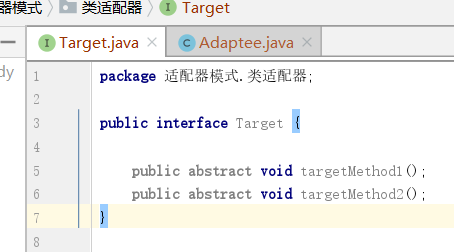 器模式 〉 类适配器 〉 Target
Target.java × Adaptee.java ×
dy
1 package 适配器模式.类适配器;
2
3 public interface Target {
4
5 public abstract void targetMethod1();
6 public abstract void targetMethod2();
7 }
8